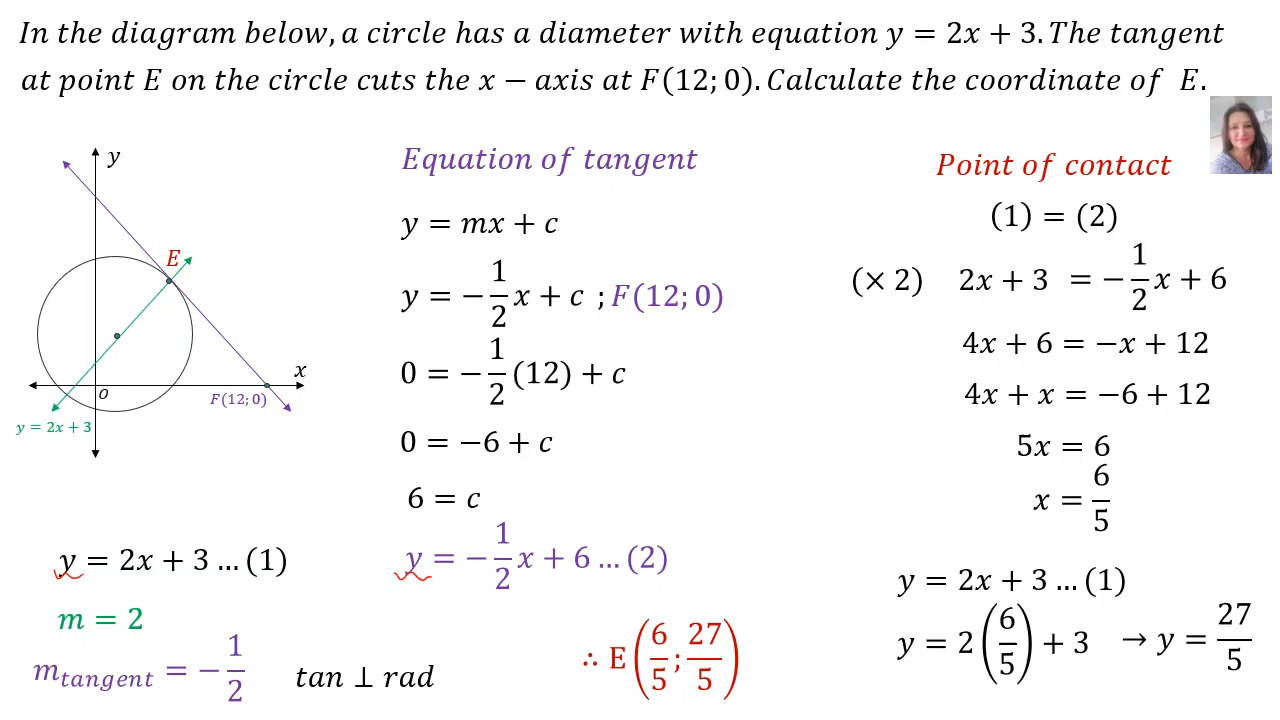 In the diagram below, a circle has a diameter with equation y = 2x + 3. The tangent
at point E on the circle cuts the x − axis at F(12; 0). Calculate the coordinate of E.
y
E
x
O
F(12; 0)
y = 2x + 3
y = 2x + 3 … (1)
m = 2
m_tangent = −1/2
tan ⊥ rad
Equation of tangent
y = mx + c
y = −1/2 x + c ; F(12; 0)
0 = −1/2 (12) + c
0 = −6 + c
6 = c
y = −1/2 x + 6 … (2)
∴ E(6/5 ; 27/5)
Point of contact
(1) = (2)
(× 2) 2x + 3 = −1/2 x + 6
4x + 6 = −x + 12
4x + x = −6 + 12
5x = 6
x = 6/5
y = 2x + 3 … (1)
y = 2(6/5) + 3 → y = 27/5